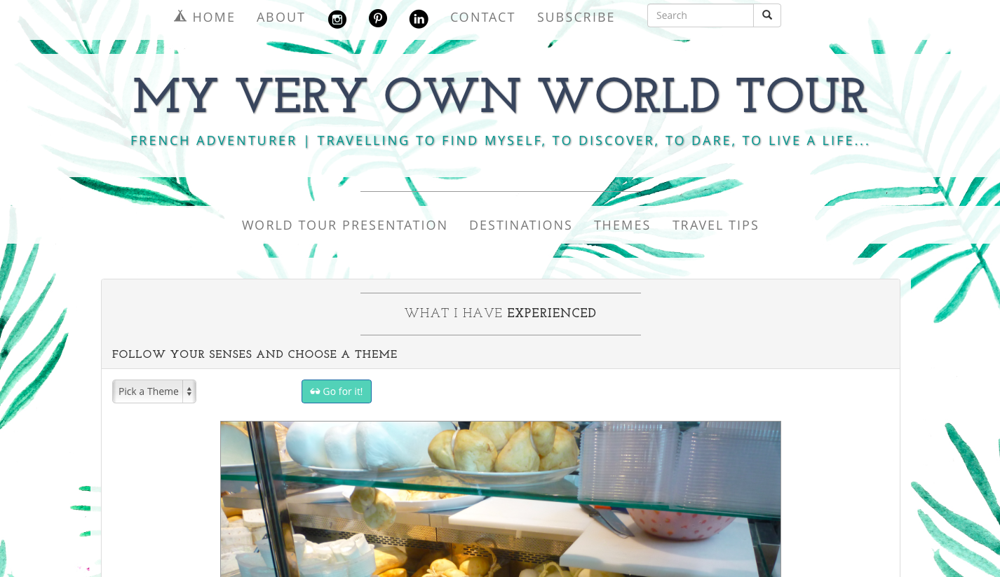 HOME ABOUT CONTACT SUBSCRIBE Search
MY VERY OWN WORLD TOUR
FRENCH ADVENTURER | TRAVELLING TO FIND MYSELF, TO DISCOVER, TO DARE, TO LIVE A LIFE...
WORLD TOUR PRESENTATION DESTINATIONS THEMES TRAVEL TIPS
WHAT I HAVE EXPERIENCED
FOLLOW YOUR SENSES AND CHOOSE A THEME
Pick a Theme Go for it!